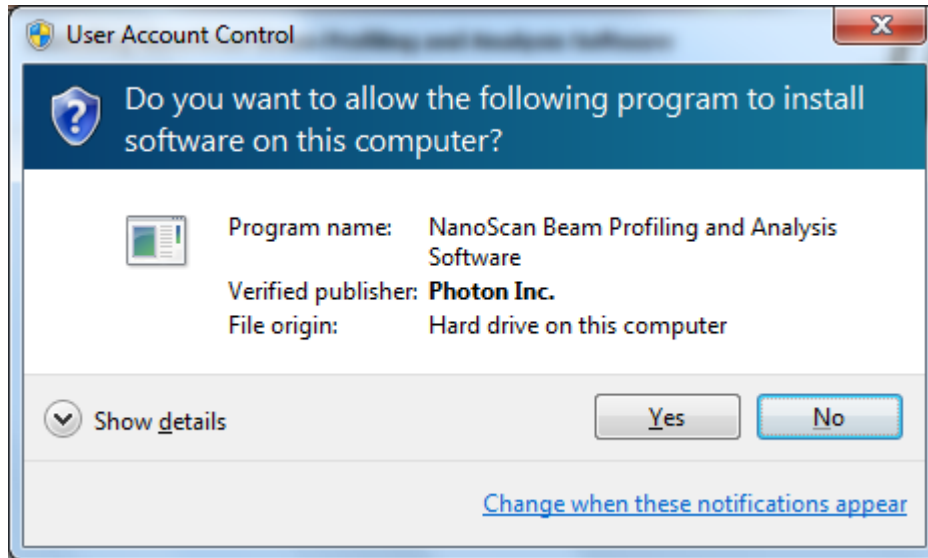 User Account Control
Do you want to allow the following program to install
software on this computer?
Program name: NanoScan Beam Profiling and Analysis
Software
Verified publisher: Photon Inc.
File origin: Hard drive on this computer
Show details
Yes
No
Change when these notifications appear